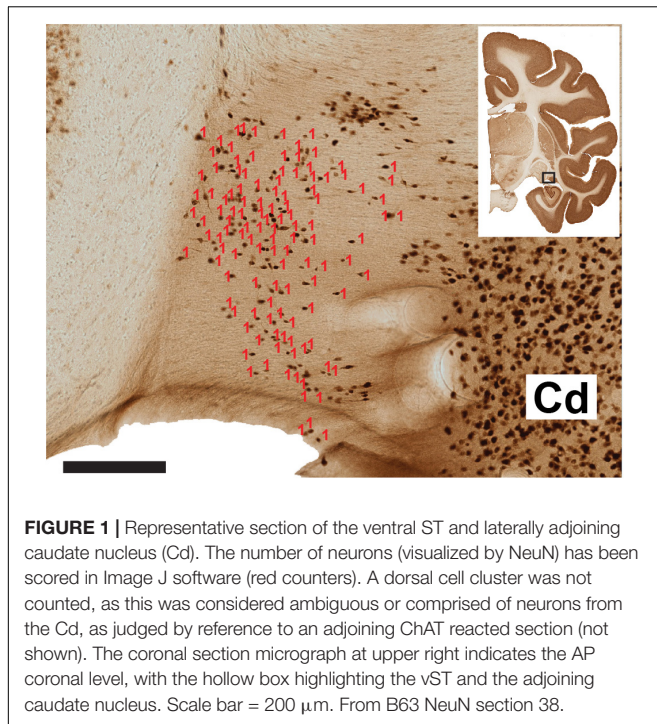 Cd
FIGURE 1 | Representative section of the ventral ST and laterally adjoining
caudate nucleus (Cd). The number of neurons (visualized by NeuN) has been
scored in Image J software (red counters). A dorsal cell cluster was not
counted, as this was considered ambiguous or comprised of neurons from
the Cd, as judged by reference to an adjoining ChAT reacted section (not
shown). The coronal section micrograph at upper right indicates the AP
coronal level, with the hollow box highlighting the vST and the adjoining
caudate nucleus. Scale bar = 200 μm. From B63 NeuN section 38.